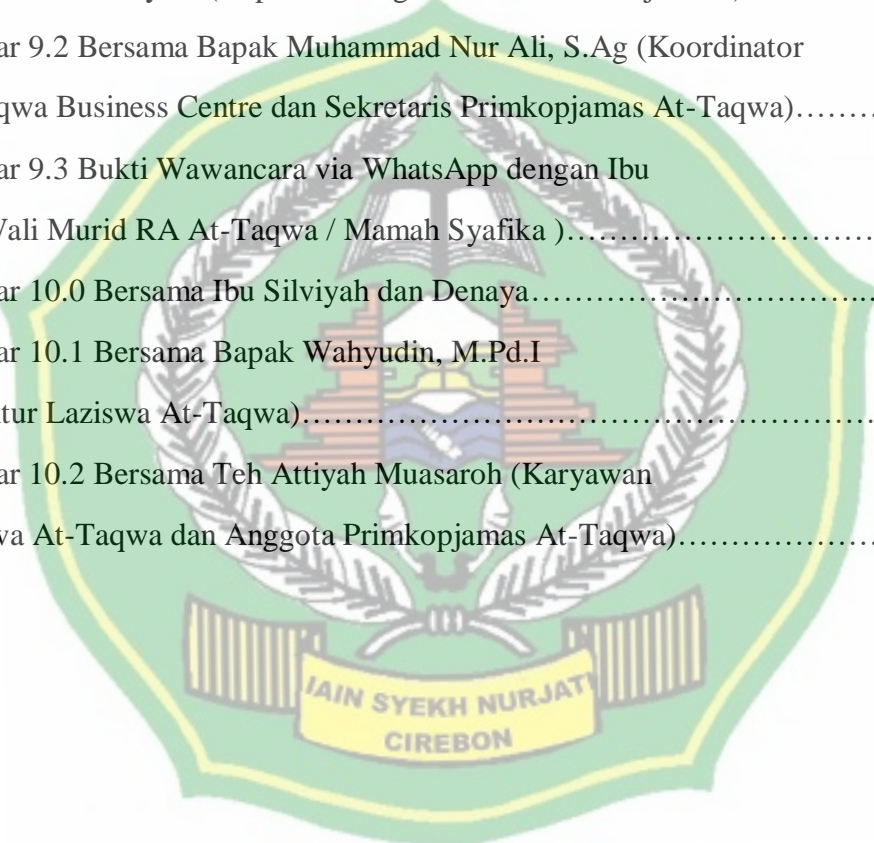 ar 9.2 Bersama Bapak Muhammad Nur Ali, S.Ag (Koordinator
qwa Business Centre dan Sekretaris Primkopjamas At-Taqwa)………
ar 9.3 Bukti Wawancara via WhatsApp dengan Ibu
Wali Murid RA At-Taqwa / Mamah Syafika )……………………………
ar 10.0 Bersama Ibu Silviyah dan Denaya………………………………...
ar 10.1 Bersama Bapak Wahyudin, M.Pd.I
tur Laziswa At-Taqwa)……………………………………………………
ar 10.2 Bersama Teh Attiyah Muasaroh (Karyawan
wa At-Taqwa dan Anggota Primkopjamas At-Taqwa)…………………
IAIN SYEKH NURJATI
CIREBON